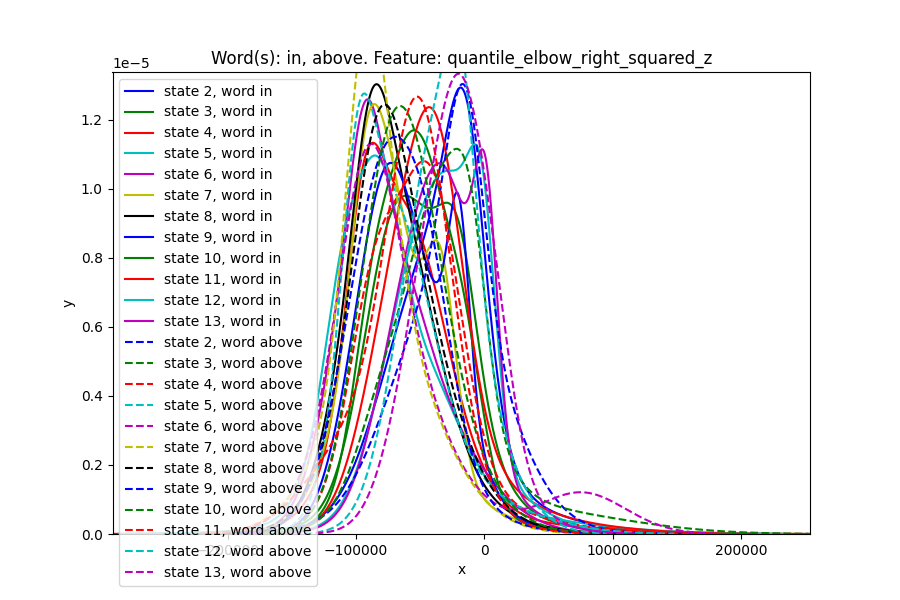 Word(s): in, above. Feature: quantile_elbow_right_squared_z
1e−5
state 2, word in
state 3, word in
state 4, word in
state 5, word in
state 6, word in
state 7, word in
state 8, word in
state 9, word in
state 10, word in
state 11, word in
state 12, word in
state 13, word in
state 2, word above
state 3, word above
state 4, word above
state 5, word above
state 6, word above
state 7, word above
state 8, word above
state 9, word above
state 10, word above
state 11, word above
state 12, word above
state 13, word above
1.2
1.0
0.8
0.6
0.4
0.2
0.0
y
−200000
−100000
0
100000
200000
x